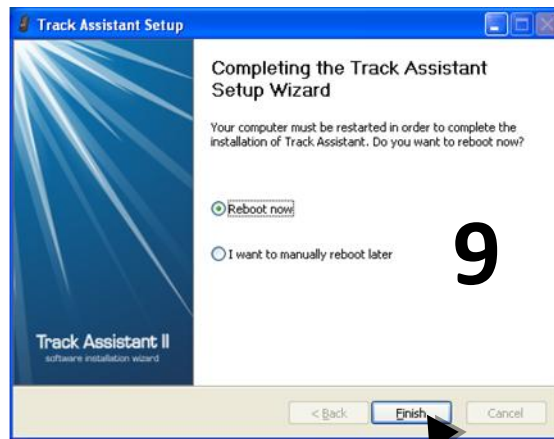 Track Assistant Setup
Completing the Track Assistant
Setup Wizard
Your computer must be restarted in order to complete the
installation of Track Assistant. Do you want to reboot now?
Reboot now
I want to manually reboot later
9
Track Assistant II
software installation wizard
< Back Finish Cancel